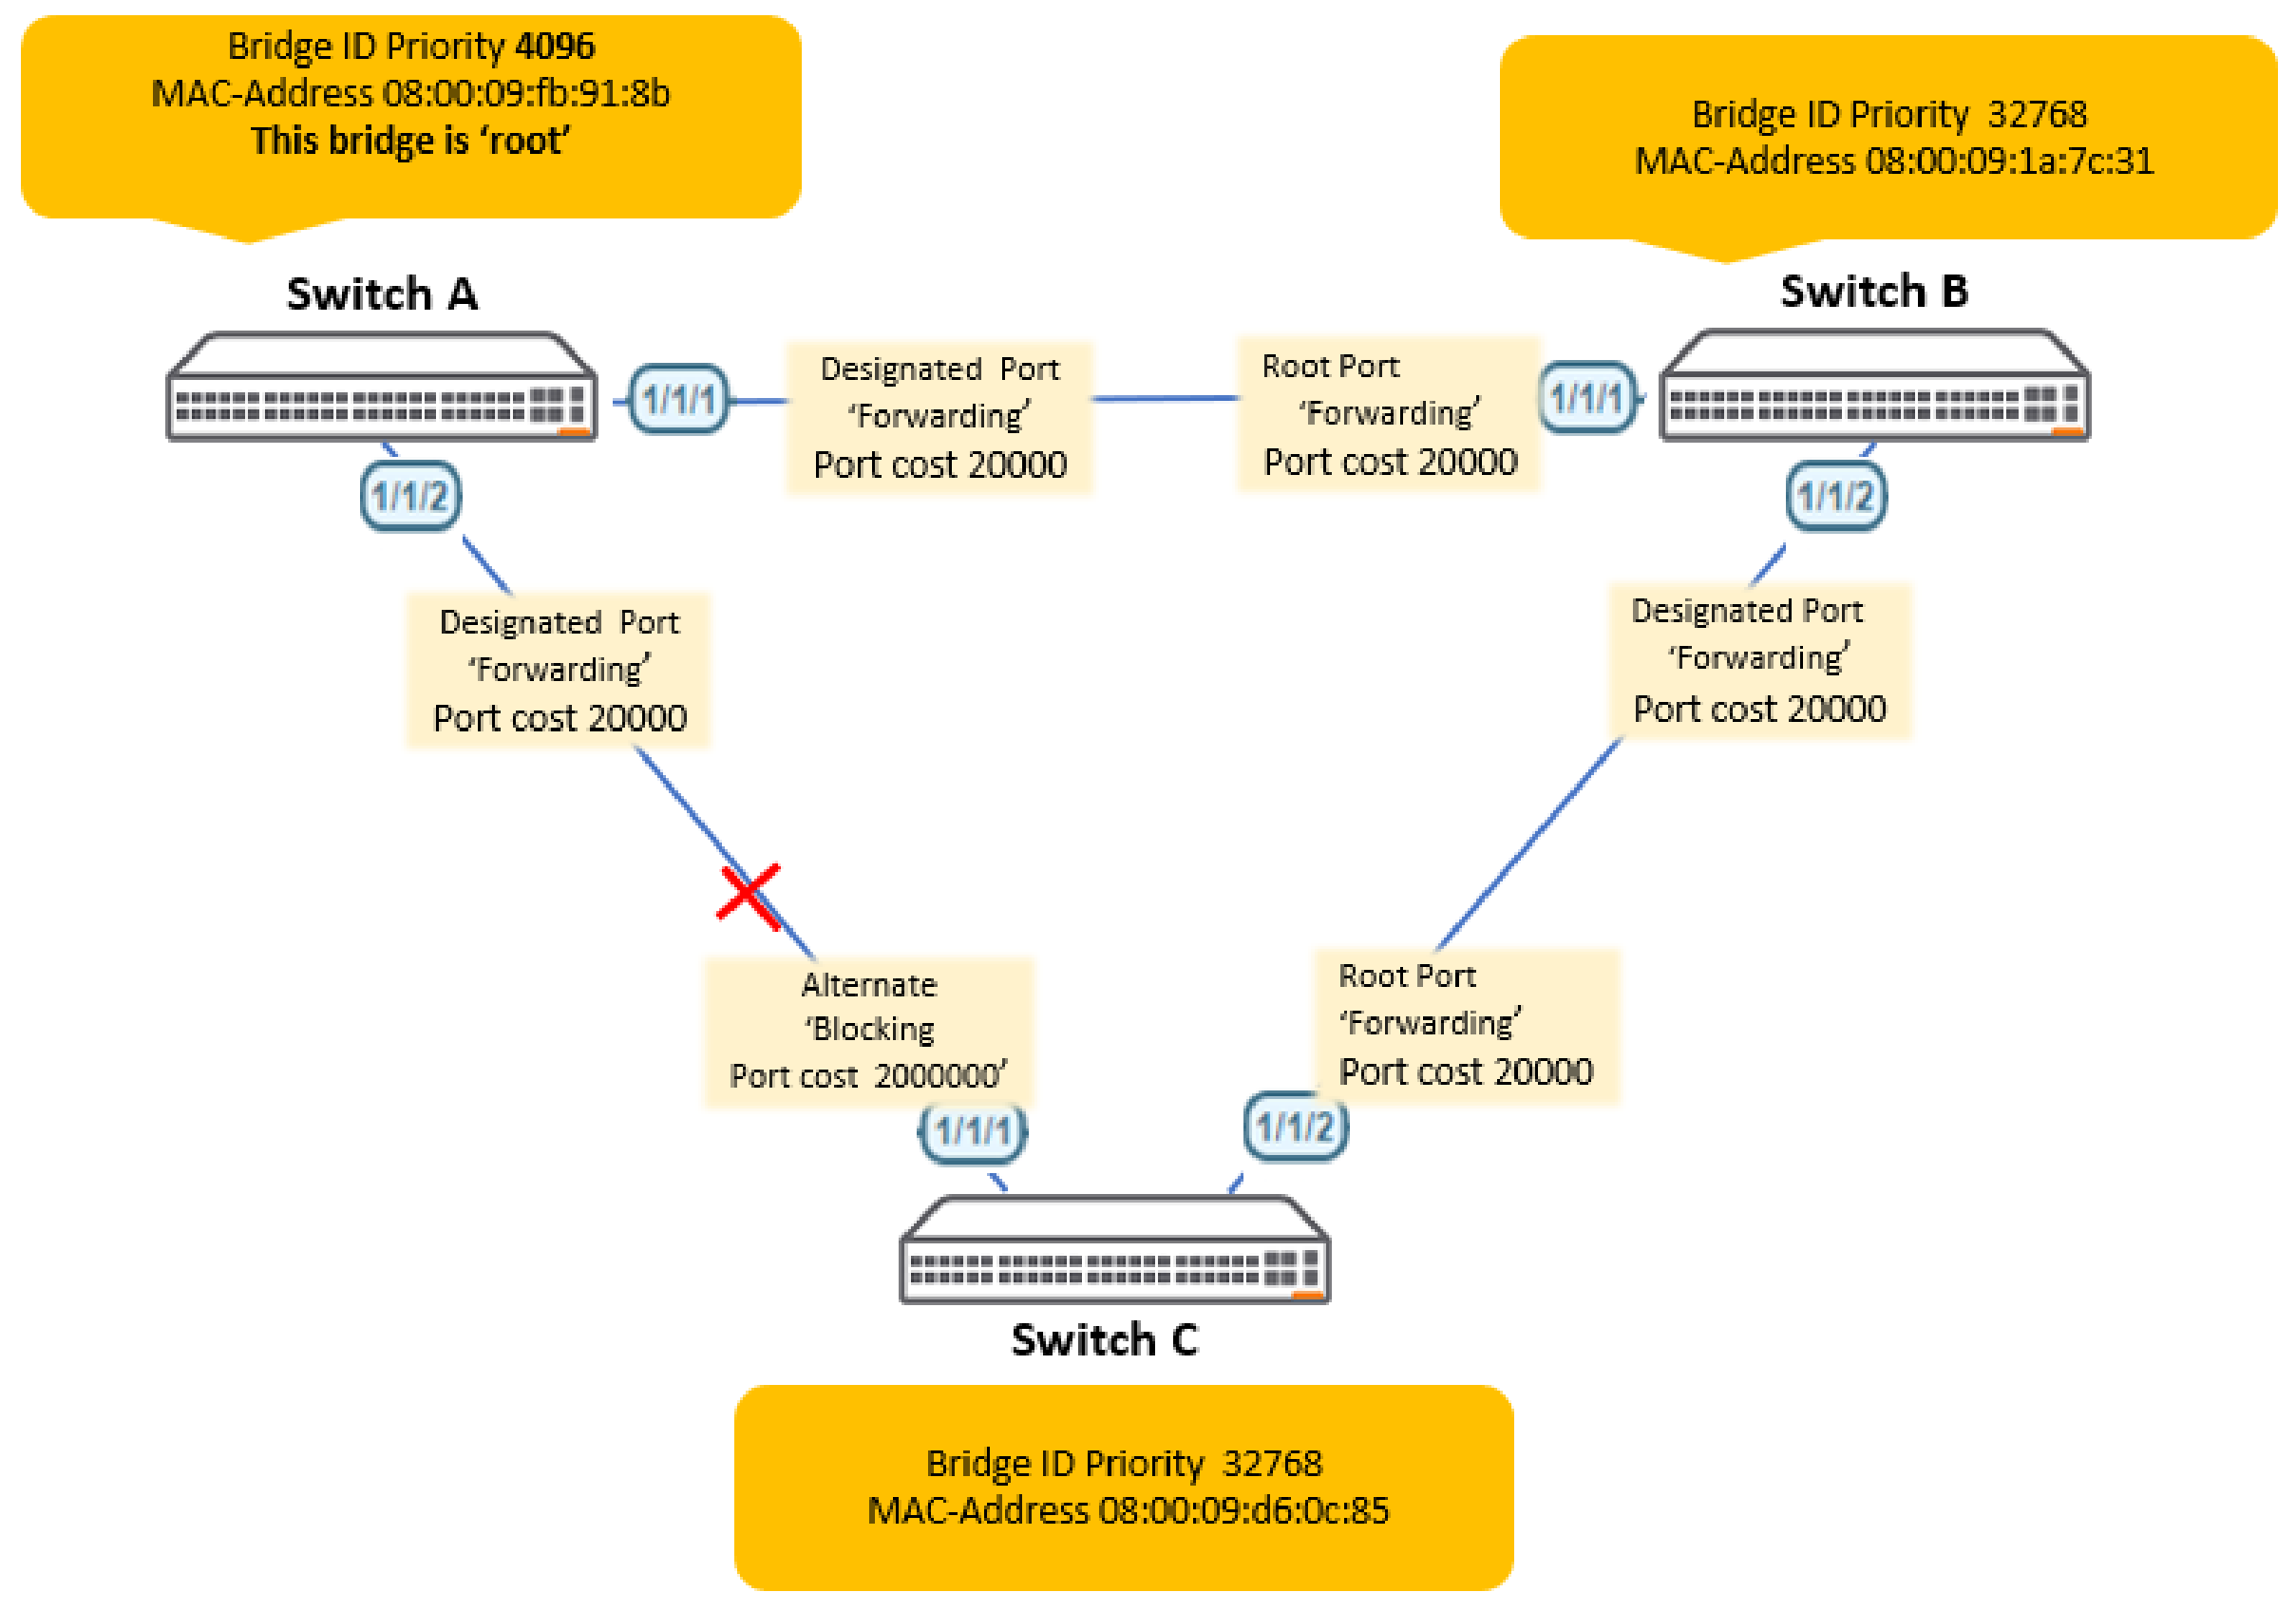 Bridge ID Priority 4096
MAC-Address 08:00:09:fb:91:8b
This bridge is ‘root’
Bridge ID Priority 32768
MAC-Address 08:00:09:1a:7c:31
Switch A
Switch B
1/1/1
Designated Port
‘Forwarding’
Port cost 20000
Root Port
‘Forwarding’
Port cost 20000
1/1/1
1/1/2
1/1/2
Designated Port
‘Forwarding’
Port cost 20000
Designated Port
‘Forwarding’
Port cost 20000
Alternate
‘Blocking
Port cost 2000000’
Root Port
‘Forwarding’
Port cost 20000
1/1/1
1/1/2
Switch C
Bridge ID Priority 32768
MAC-Address 08:00:09:d6:0c:85